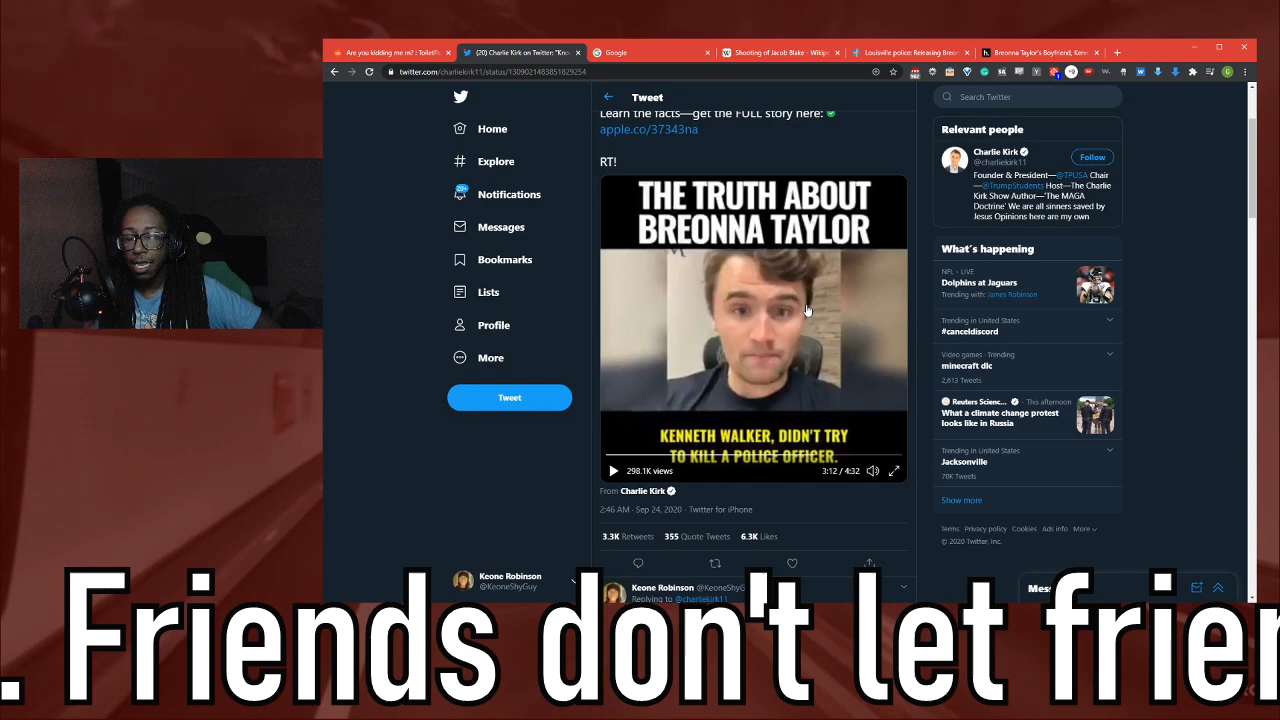 Are you kidding me m? : ToiletPa
(20) Charlie Kirk on Twitter: "Kno
Google
Shooting of Jacob Blake - Wikipe
Louisville police: Releasing Breon
Breonna Taylor's Boyfriend, Kenn
twitter.com/charliekirk11/status/1309021483851829254
Home
Explore
20+
Notifications
Messages
Bookmarks
Lists
Profile
More
Tweet
Keone Robinson
@KeoneShyGuy
Tweet
Learn the facts—get the FULL story here:
apple.co/37343na
RT!
THE TRUTH ABOUT
BREONNA TAYLOR
KENNETH WALKER, DIDN'T TRY
TO KILL A POLICE OFFICER.
298.1K views
3:12 / 4:32
From Charlie Kirk
2:46 AM · Sep 24, 2020 · Twitter for iPhone
3.3K Retweets 355 Quote Tweets 6.3K Likes
Keone Robinson @KeoneShyG
Replying to @charliekirk11
Search Twitter
Relevant people
Charlie Kirk
@charliekirk11
Follow
Founder & President—@TPUSA Chair
—@TrumpStudents Host—The Charlie
Kirk Show Author—'The MAGA
Doctrine' We are all sinners saved by
Jesus Opinions here are my own
What's happening
NFL · LIVE
Dolphins at Jaguars
Trending with: James Robinson
Trending in United States
#canceldiscord
Video games · Trending
minecraft dlc
2,613 Tweets
Reuters Scienc... · This afternoon
What a climate change protest
looks like in Russia
Trending in United States
Jacksonville
70K Tweets
Show more
Terms Privacy policy Cookies Ads info More
© 2020 Twitter, Inc.
Mess
. Friends don't let frien